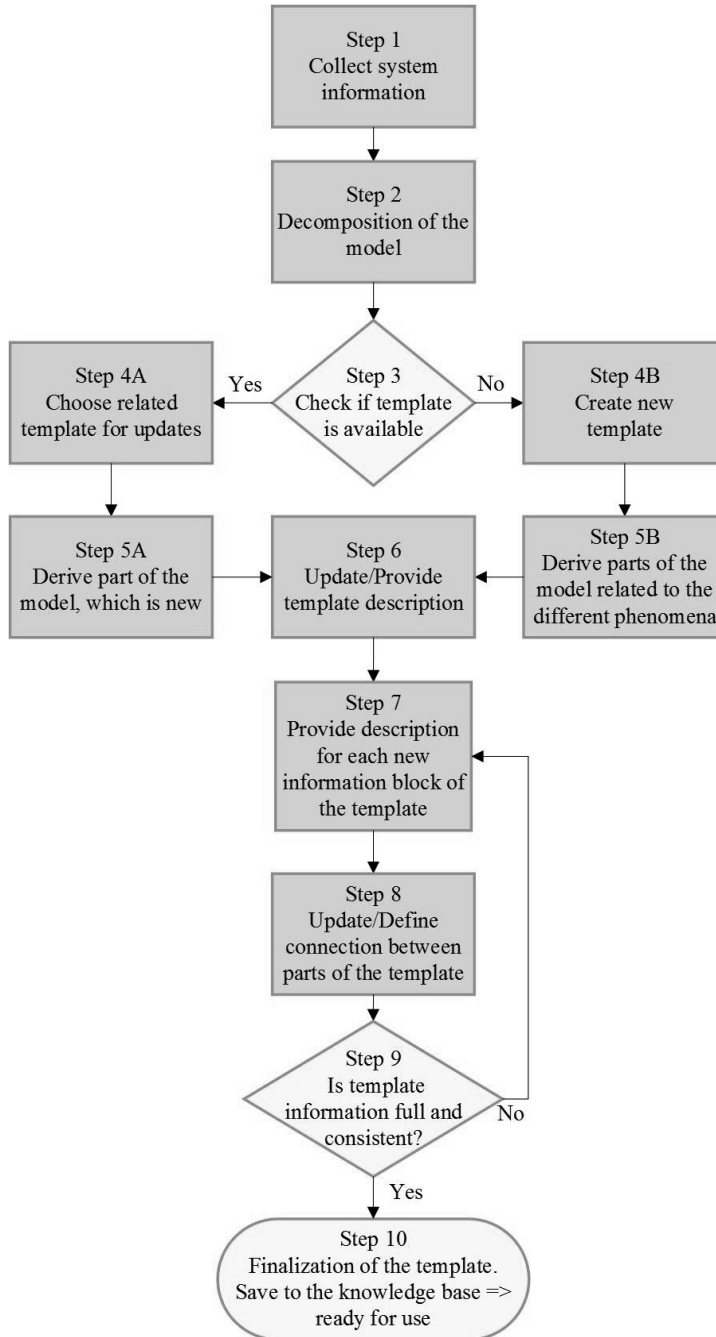 Step 1
Collect system
information
Step 2
Decomposition of the
model
Step 3
Check if template
is available
Yes
No
Step 4A
Choose related
template for updates
Step 4B
Create new
template
Step 5A
Derive part of the
model, which is new
Step 6
Update/Provide
template description
Step 5B
Derive parts of the
model related to the
different phenomena
Step 7
Provide description
for each new
information block of
the template
Step 8
Update/Define
connection between
parts of the template
Step 9
Is template
information full and
consistent?
No
Yes
Step 10
Finalization of the template.
Save to the knowledge base =>
ready for use